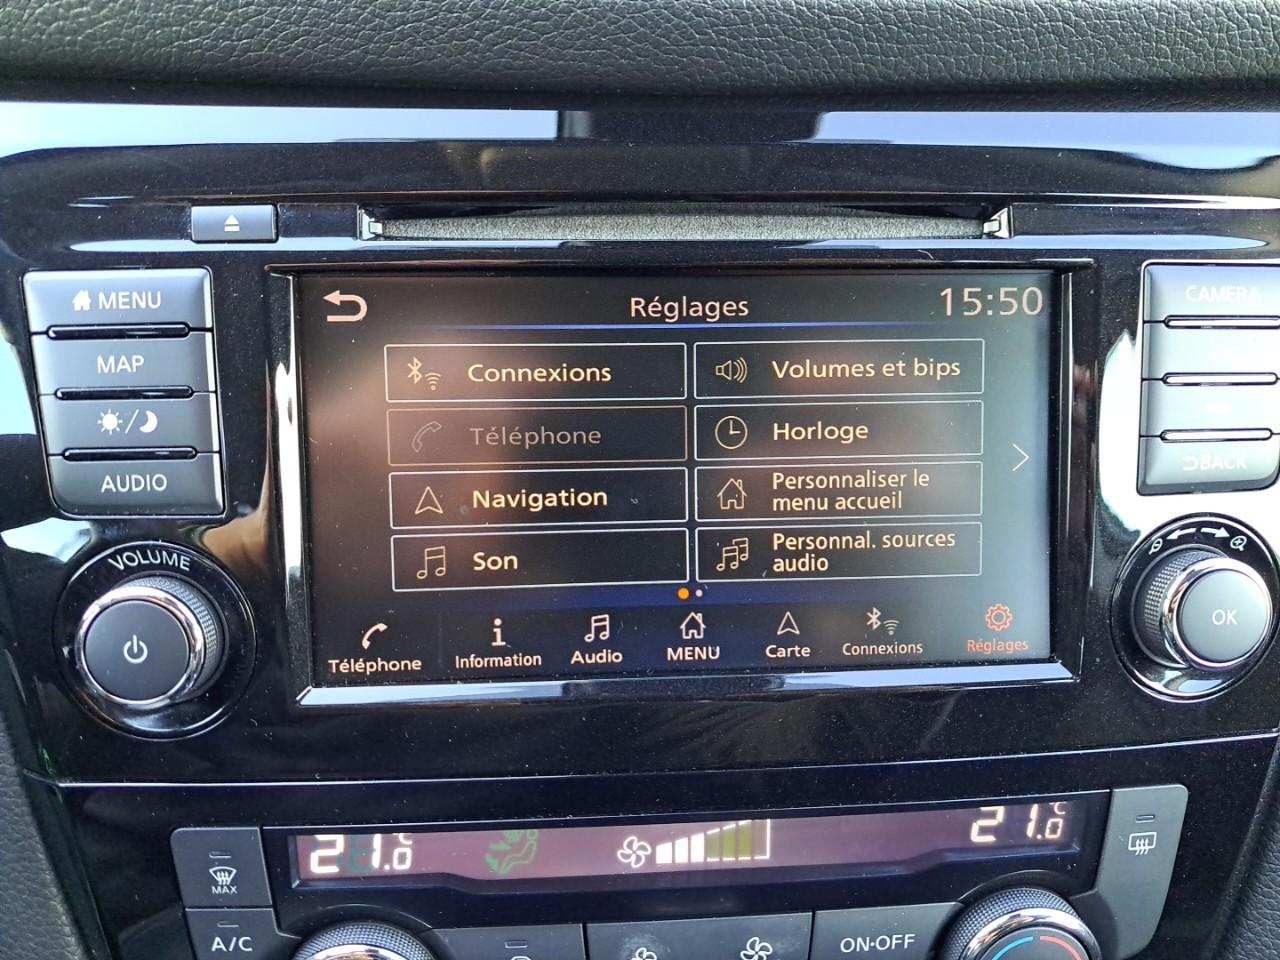 MENU
MAP
AUDIO
VOLUME
Réglages
15:50
Connexions
Volumes et bips
Téléphone
Horloge
Navigation
Personnaliser le
menu accueil
Son
Personnal. sources
audio
Téléphone
Information
Audio
MENU
Carte
Connexions
Réglages
CAMERA
BACK
OK
21.0°C
21.0°C
MAX
A/C
ON·OFF